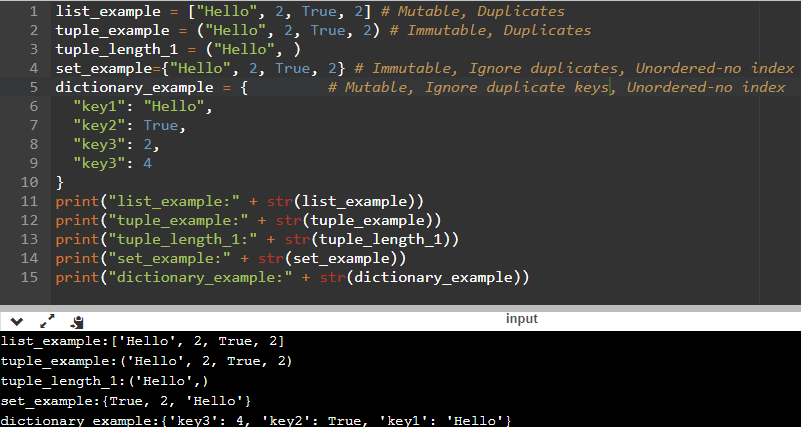 1 list_example = ["Hello", 2, True, 2] # Mutable, Duplicates
2 tuple_example = ("Hello", 2, True, 2) # Immutable, Duplicates
3 tuple_length_1 = ("Hello", )
4 set_example={"Hello", 2, True, 2} # Immutable, Ignore duplicates, Unordered-no index
5 dictionary_example = {         # Mutable, Ignore duplicate keys, Unordered-no index
6   "key1": "Hello",
7   "key2": True,
8   "key3": 2,
9   "key3": 4
10 }
11 print("list_example:" + str(list_example))
12 print("tuple_example:" + str(tuple_example))
13 print("tuple_length_1:" + str(tuple_length_1))
14 print("set_example:" + str(set_example))
15 print("dictionary_example:" + str(dictionary_example))
input
list_example:['Hello', 2, True, 2]
tuple_example:('Hello', 2, True, 2)
tuple_length_1:('Hello',)
set_example:{True, 2, 'Hello'}
dictionary_example:{'key3': 4, 'key2': True, 'key1': 'Hello'}